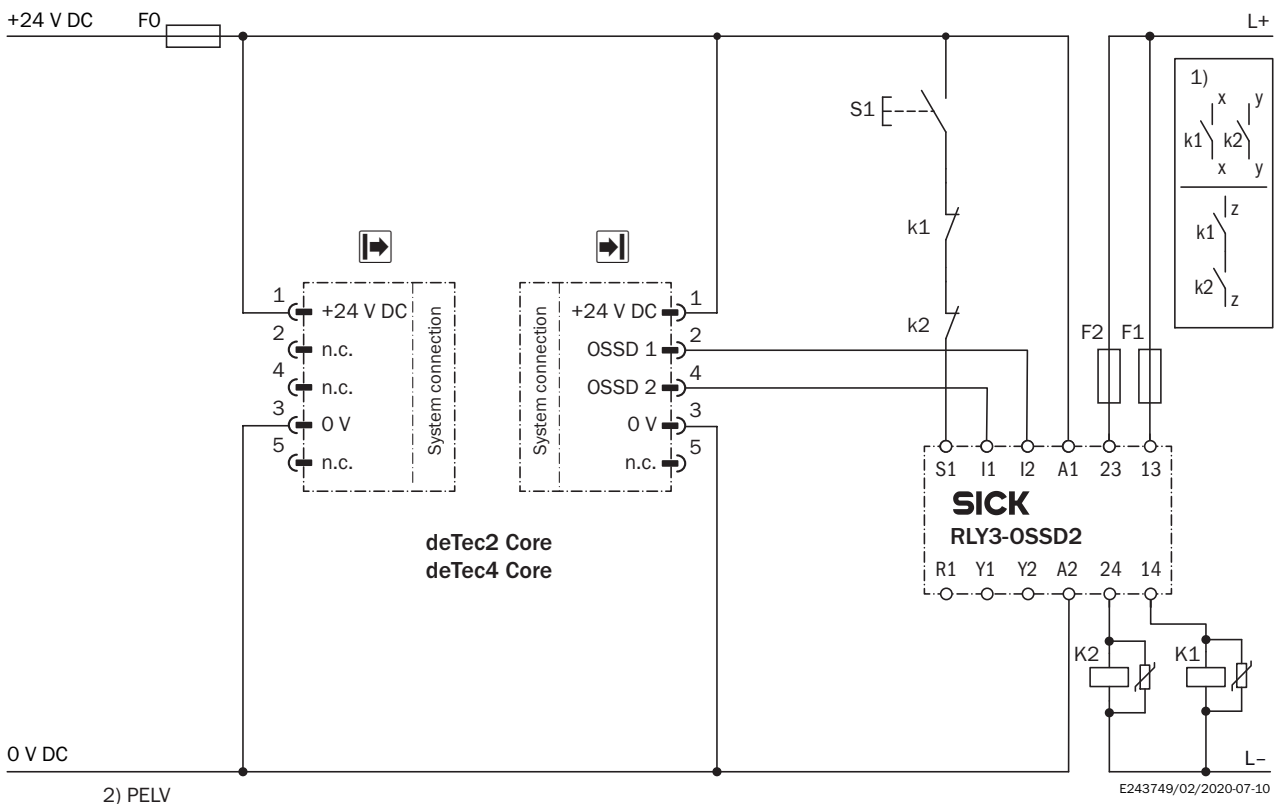 +24 V DC
F0
L+
1)
x
y
k1
k2
x
y
z
k1
k2
z
S1
k1
k2
F2
F1
1
+24 V DC
2
n.c.
4
n.c.
3
0 V
5
n.c.
System connection
System connection
+24 V DC
1
OSSD 1
2
OSSD 2
4
0 V
3
n.c.
5
deTec2 Core
deTec4 Core
S1 I1 I2 A1 23 13
SICK
RLY3-OSSD2
R1 Y1 Y2 A2 24 14
K2
K1
0 V DC
L–
2) PELV
E243749/02/2020-07-10